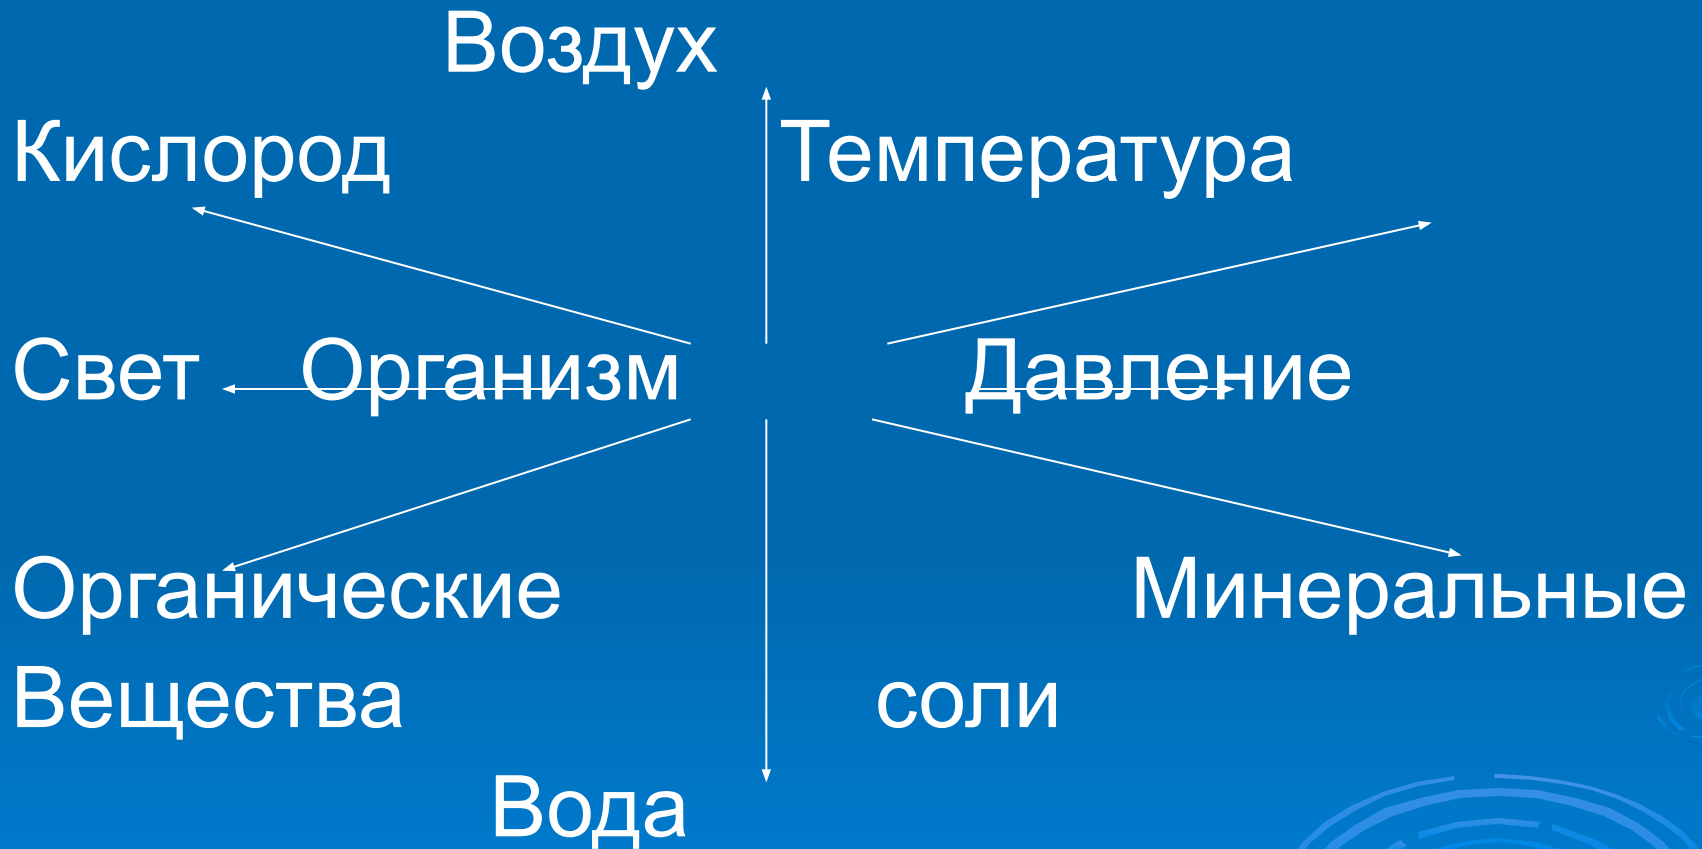 Воздух
Кислород Температура
Свет Организм Давление
Органические Минеральные
Вещества соли
Вода